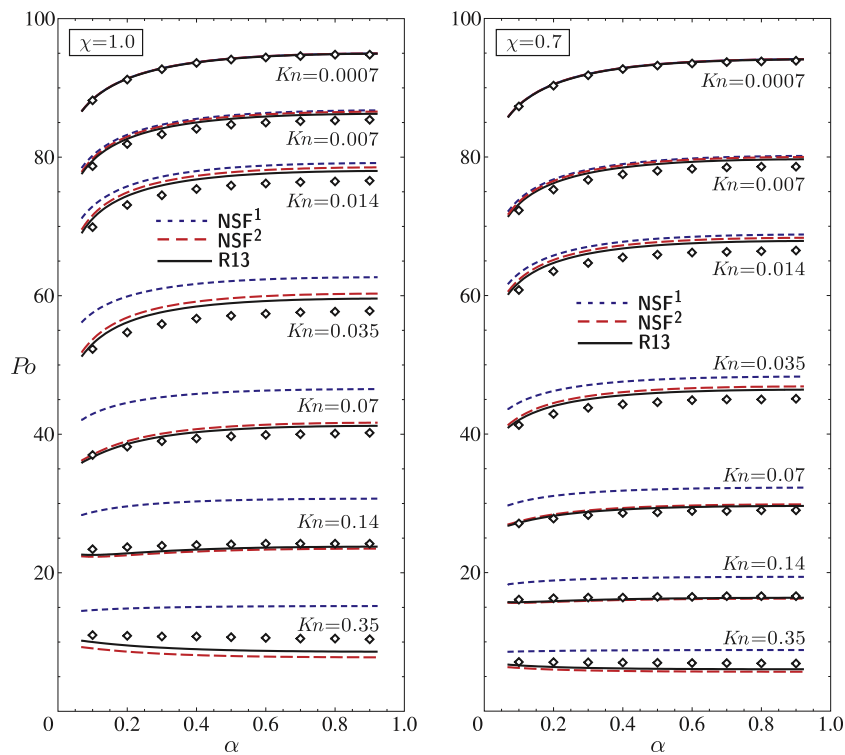 χ=1.0
100
80
60
40
20
0
Po
Kn=0.0007
Kn=0.007
Kn=0.014
NSF¹
NSF²
R13
Kn=0.035
Kn=0.07
Kn=0.14
Kn=0.35
0.2
0.4
0.6
0.8
1.0
α
χ=0.7
100
80
60
40
20
0
Kn=0.0007
Kn=0.007
Kn=0.014
NSF¹
NSF²
R13
Kn=0.035
Kn=0.07
Kn=0.14
Kn=0.35
0.2
0.4
0.6
0.8
1.0
α